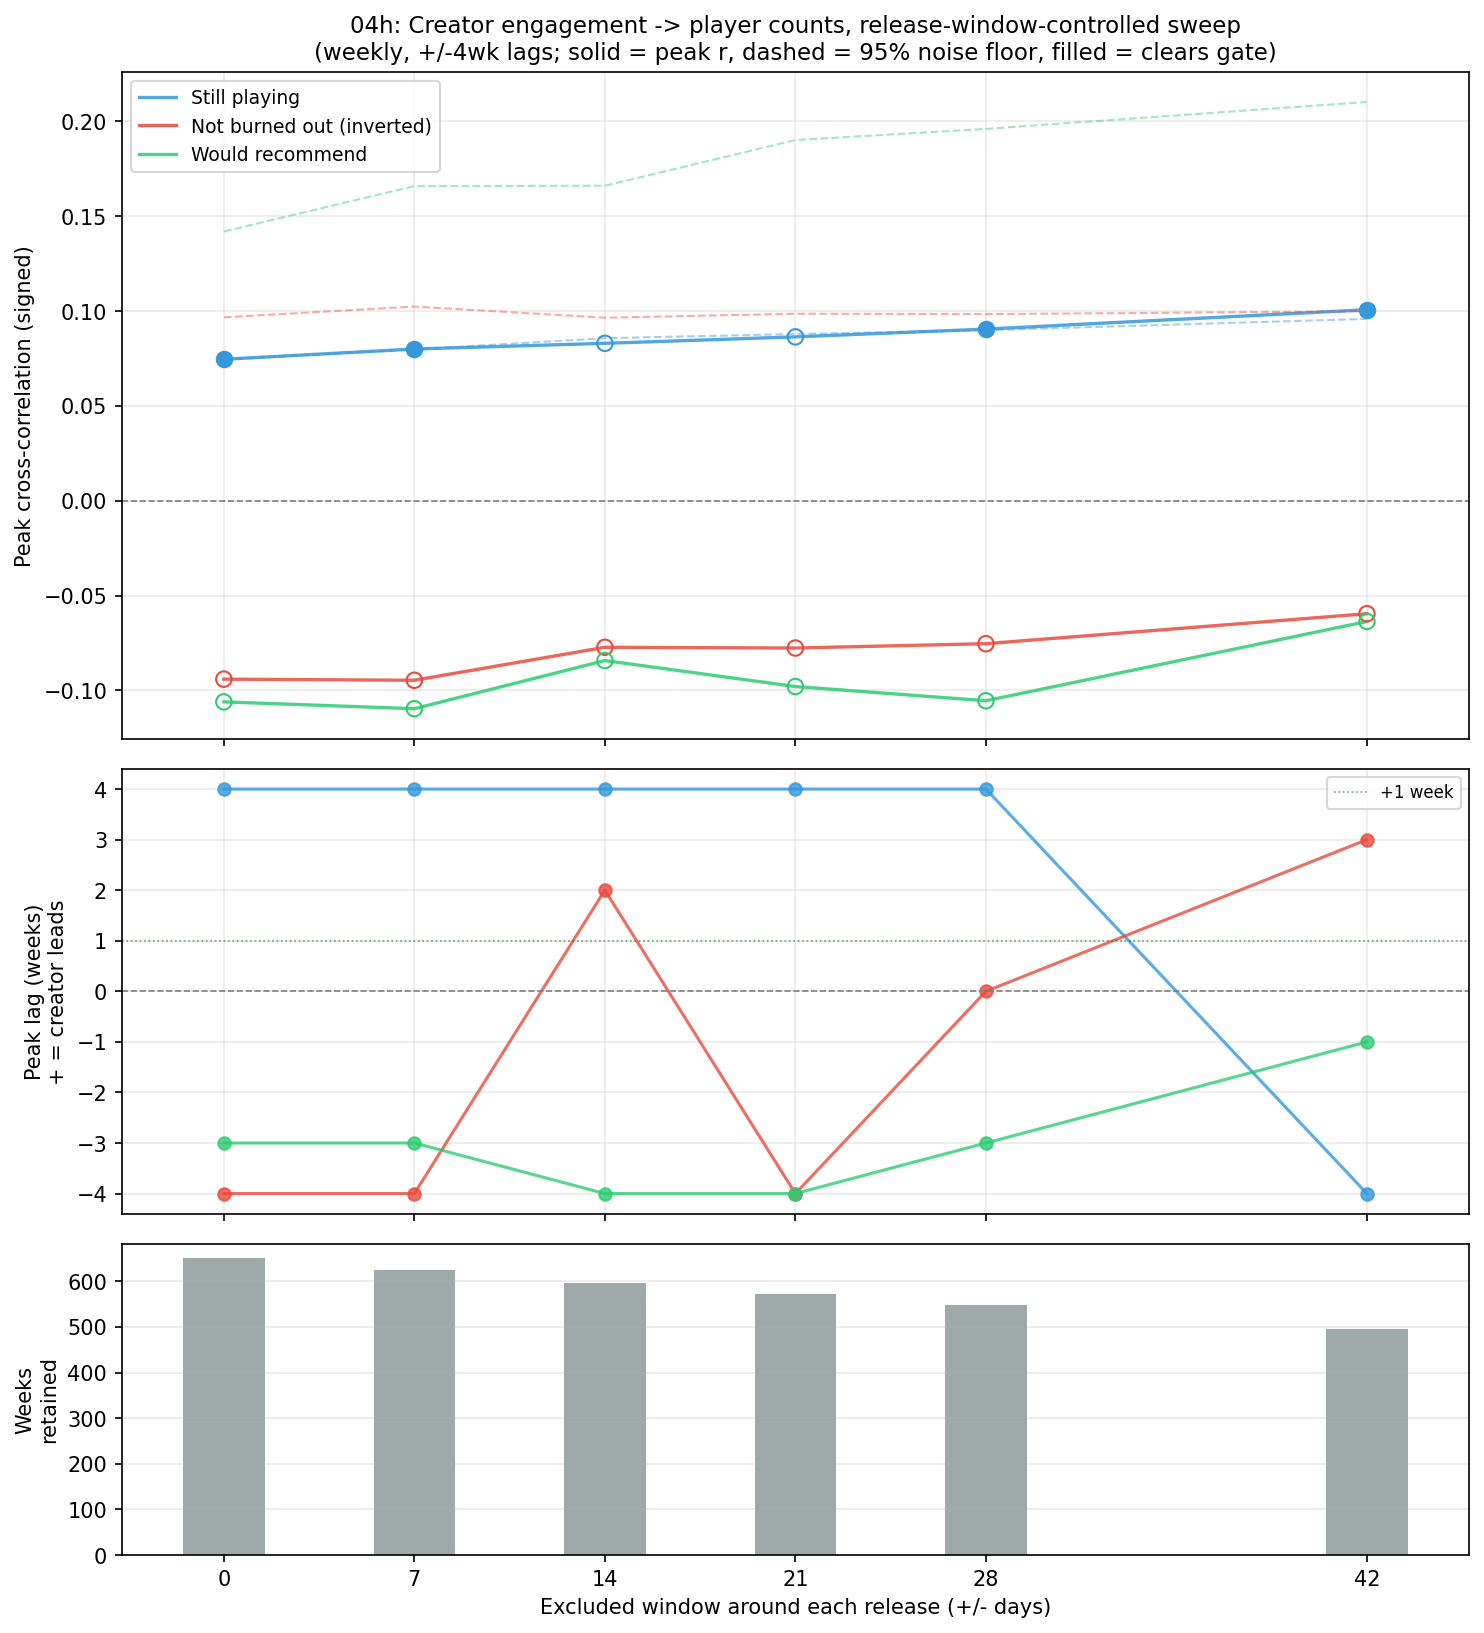 04h: Creator engagement -> player counts, release-window-controlled sweep
(weekly, +/-4wk lags; solid = peak r, dashed = 95% noise floor, filled = clears gate)
Still playing
Not burned out (inverted)
Would recommend
Peak cross-correlation (signed)
0.20
0.15
0.10
0.05
0.00
−0.05
−0.10
+1 week
Peak lag (weeks)
+ = creator leads
4
3
2
1
0
−1
−2
−3
−4
Weeks
retained
600
500
400
300
200
100
0
0 7 14 21 28 42
Excluded window around each release (+/- days)